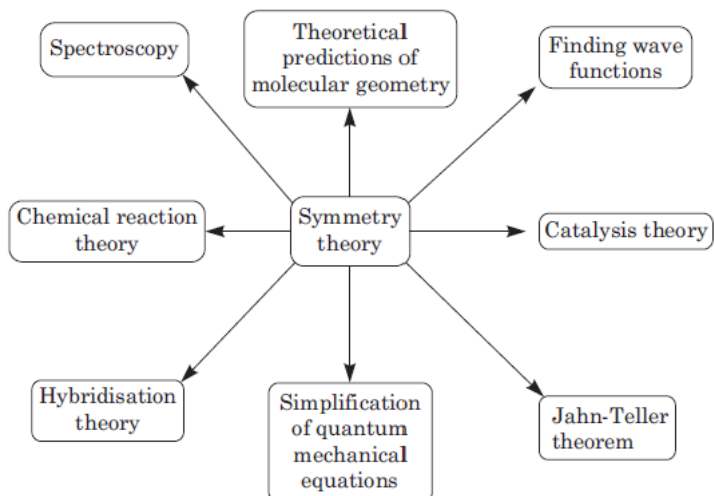 Spectroscopy
Theoretical
predictions of
molecular geometry
Finding wave
functions
Chemical reaction
theory
Symmetry
theory
Catalysis theory
Hybridisation
theory
Simplification
of quantum
mechanical
equations
Jahn-Teller
theorem